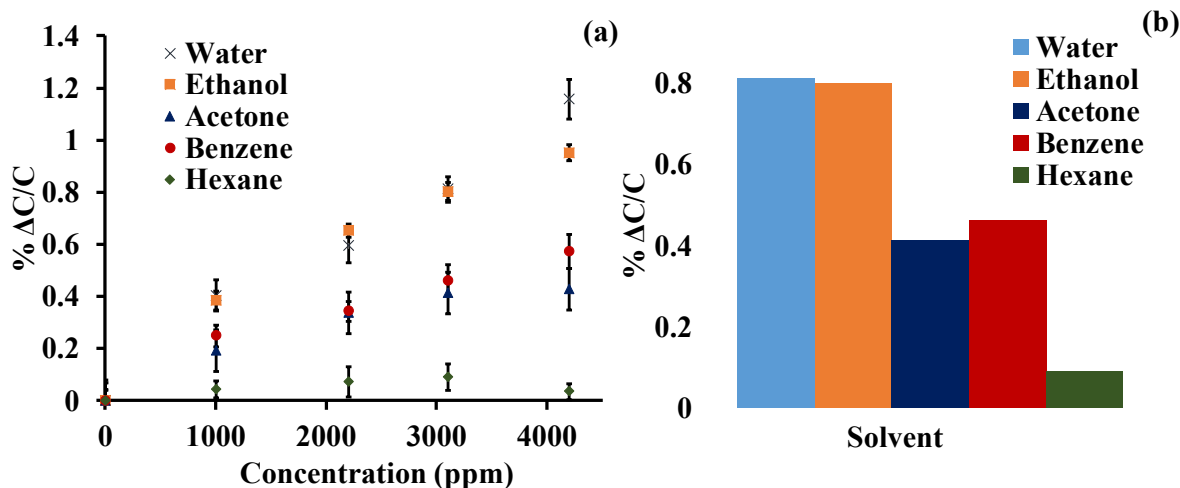 (a)
% ΔC/C
1.4
1.2
1
0.8
0.6
0.4
0.2
0
Water
Ethanol
Acetone
Benzene
Hexane
0 1000 2000 3000 4000
Concentration (ppm)
(b)
% ΔC/C
0.8
0.6
0.4
0.2
0
Water
Ethanol
Acetone
Benzene
Hexane
Solvent